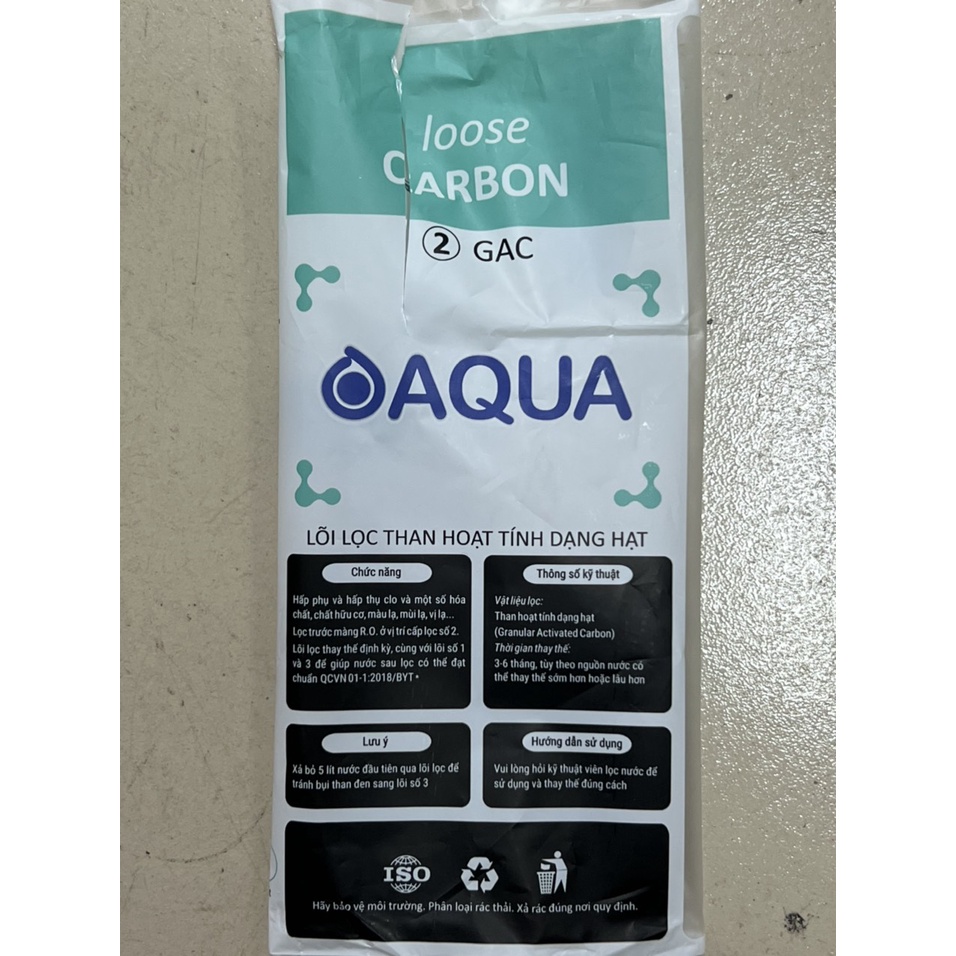 loose
CARBON
2 GAC
AQUA
LÕI LỌC THAN HOẠT TÍNH DẠNG HẠT
Chức năng
Hấp phụ và hấp thụ clo và một số hóa
chất, chất hữu cơ, màu lạ, mùi lạ, vị lạ...
Lọc trước màng R.O. ở vị trí cấp lọc số 2.
Lõi lọc thay thế định kỳ, cùng với lõi số 1
và 3 để giúp nước sau lọc có thể đạt
chuẩn QCVN 01-1:2018/BYT*
Thông số kỹ thuật
Vật liệu lọc:
Than hoạt tính dạng hạt
(Granular Activated Carbon)
Thời gian thay thế:
3-6 tháng, tùy theo nguồn nước có
thể thay thế sớm hơn hoặc lâu hơn
Lưu ý
Xả bỏ 5 lít nước đầu tiên qua lõi lọc để
tránh bụi than đen sang lõi số 3
Hướng dẫn sử dụng
Vui lòng hỏi kỹ thuật viên lọc nước để
sử dụng và thay thế đúng cách
ISO
Hãy bảo vệ môi trường. Phân loại rác thải. Xả rác đúng nơi quy định.